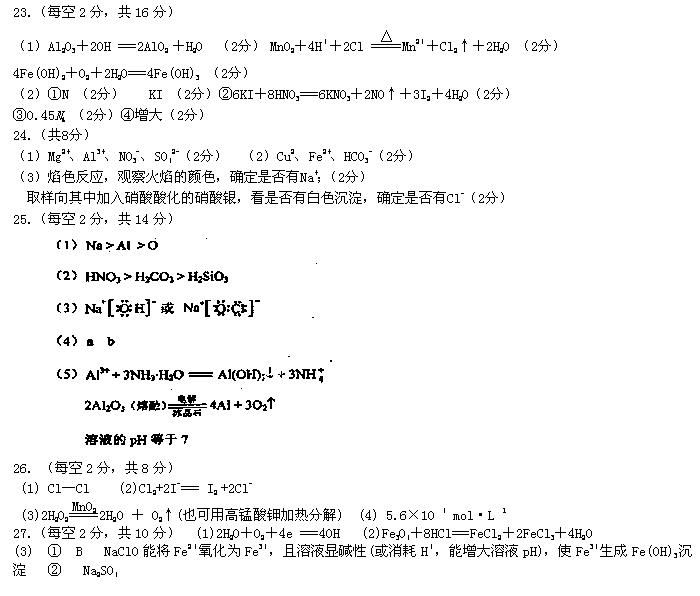 23. (每空2分，共16分)
(1) Al₂O₃＋2OH ══2AlO₂＋H₂O (2分) MnO₂＋4H⁺＋2Cl ══△══Mn²⁺＋Cl₂↑＋2H₂O (2分)
4Fe(OH)₂＋O₂＋2H₂O══4Fe(OH)₃ (2分)
(2) ①N (2分) KI (2分) ②6KI＋8HNO₃══6KNO₃＋2NO↑＋3I₂＋4H₂O(2分)
③0.45 (2分) ④增大(2分)
24. (共8分)
(1) Mg²⁺、Al³⁺、NO₃⁻、SO₄²⁻(2分) (2) Cu²、Fe²⁺、HCO₃⁻(2分)
(3) 焰色反应，观察火焰的颜色，确定是否有Na⁺;(2分)
取样向其中加入硝酸酸化的硝酸银，看是否有白色沉淀，确定是否有Cl⁻(2分)
25. (每空2分，共14分)
(1) Na＞Al ＞O
(2) HNO₃＞H₂CO₃＞H₂SiO₃
(3) Na⁺[:O:H]⁻ 或 Na⁺[:O:Cl:]⁻
(4) a b
(5) Al³⁺＋3NH₃·H₂O ══ Al(OH)₃↓＋3NH₄⁺
2Al₂O₃（熔融）══电解/冰晶石══4Al＋3O₂↑
溶液的pH等于7
26. (每空2分，共8分)
(1) Cl—Cl (2)Cl₂+2I⁻══ I₂+2Cl⁻
(3)2H₂O₂══MnO₂══2H₂O ＋ O₂↑(也可用高锰酸钾加热分解) (4) 5.6×10 mol·L
27. (每空2分，共10分) (1)2H₂O＋O₂＋4e ══4OH (2)Fe₃O₄＋8HCl══FeCl₂＋2FeCl₃＋4H₂O
(3) ① B NaClO能将Fe²⁺氧化为Fe³⁺，且溶液显碱性(或消耗H⁺，能增大溶液pH)，使Fe³⁺生成Fe(OH)₃沉
淀 ② Na₂SO₄